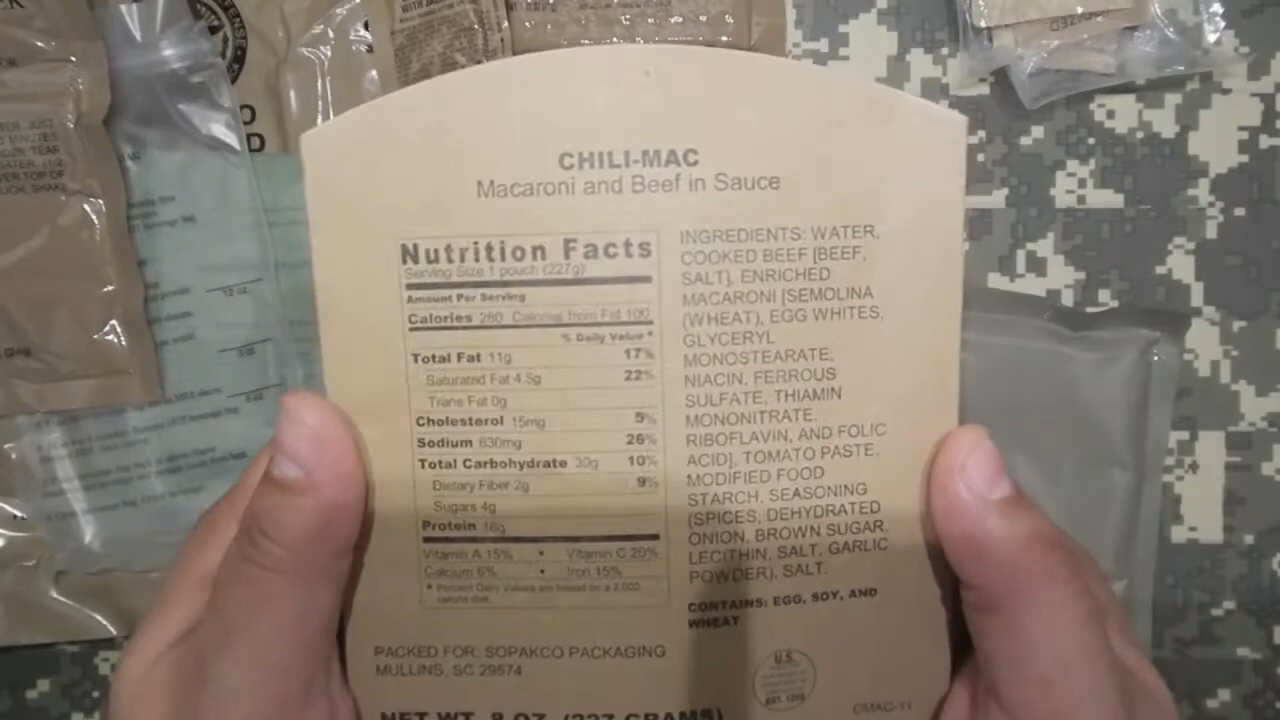 CHILI-MAC
Macaroni and Beef in Sauce
Nutrition Facts
Serving Size 1 pouch (227g)
Amount Per Serving
Calories 280 Calories from Fat 100
% Daily Value *
Total Fat 11g 17%
Saturated Fat 4.5g 22%
Trans Fat 0g
Cholesterol 15mg 5%
Sodium 630mg 26%
Total Carbohydrate 30g 10%
Dietary Fiber 2g 9%
Sugars 4g
Protein 18g
Vitamin A 15% • Vitamin C 20%
Calcium 6% • Iron 15%
* Percent Daily Values are based on a 2,000
calorie diet.
INGREDIENTS: WATER,
COOKED BEEF [BEEF,
SALT], ENRICHED
MACARONI [SEMOLINA
(WHEAT), EGG WHITES,
GLYCERYL
MONOSTEARATE,
NIACIN, FERROUS
SULFATE, THIAMIN
MONONITRATE,
RIBOFLAVIN, AND FOLIC
ACID], TOMATO PASTE,
MODIFIED FOOD
STARCH, SEASONING
(SPICES, DEHYDRATED
ONION, BROWN SUGAR,
LECITHIN, SALT, GARLIC
POWDER), SALT.
CONTAINS: EGG, SOY, AND
WHEAT
PACKED FOR: SOPAKCO PACKAGING
MULLINS, SC 29574
U.S.
NET WT. 8 OZ. (227 GRAMS)
CMAC-11
12 oz